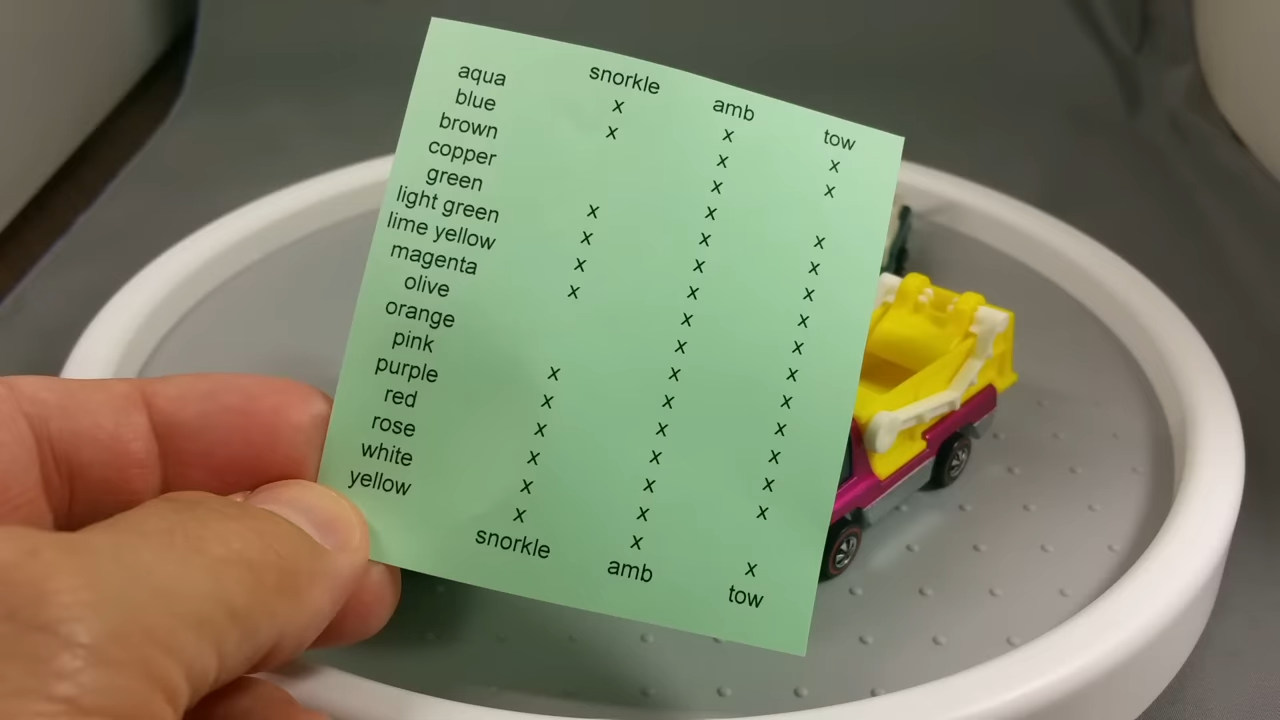 snorkle amb tow
aqua x x x
blue x x x
brown x
copper x x
green x x x
light green x x x
lime yellow x x x
magenta x x x
olive x x
orange x x
pink x x x
purple x x x
red x x x
rose x x x
white x x
yellow x x x
snorkle amb tow